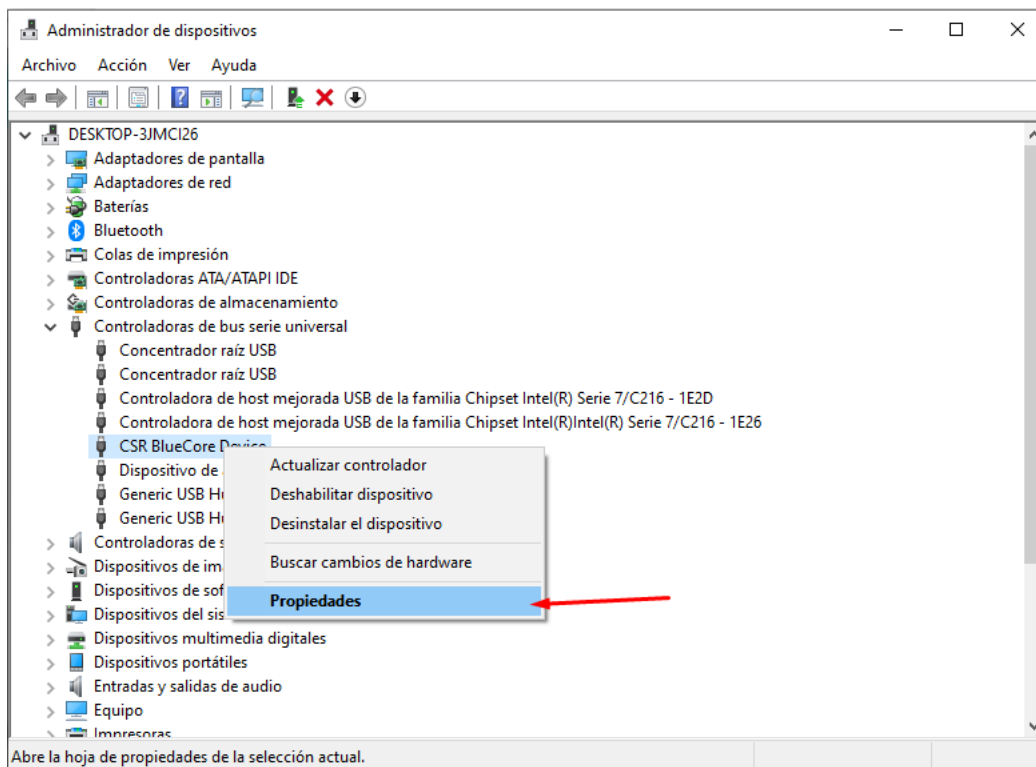 Administrador de dispositivos
Archivo Acción Ver Ayuda
DESKTOP-3JMCI26
Adaptadores de pantalla
Adaptadores de red
Baterías
Bluetooth
Colas de impresión
Controladoras ATA/ATAPI IDE
Controladoras de almacenamiento
Controladoras de bus serie universal
Concentrador raíz USB
Concentrador raíz USB
Controladora de host mejorada USB de la familia Chipset Intel(R) Serie 7/C216 - 1E2D
Controladora de host mejorada USB de la familia Chipset Intel(R)Intel(R) Serie 7/C216 - 1E26
CSR BlueCore Device
Dispositivo de
Generic USB H
Generic USB H
Controladoras de s
Dispositivos de im
Dispositivos de sof
Dispositivos del sis
Dispositivos multimedia digitales
Dispositivos portátiles
Entradas y salidas de audio
Equipo
Impresoras
Actualizar controlador
Deshabilitar dispositivo
Desinstalar el dispositivo
Buscar cambios de hardware
Propiedades
Abre la hoja de propiedades de la selección actual.